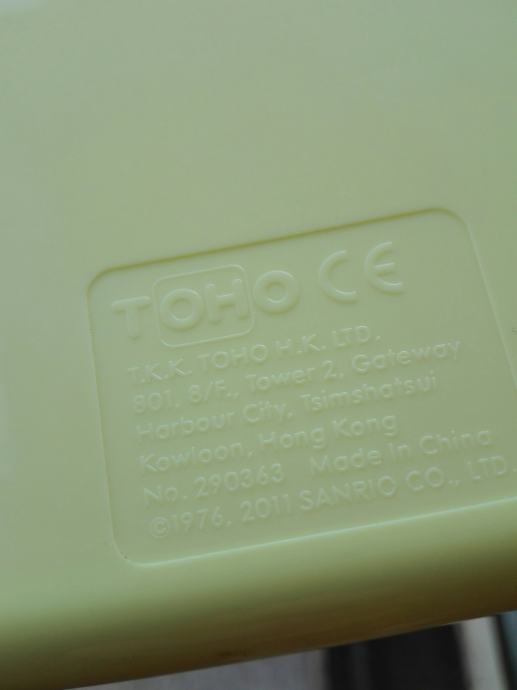 TOHO CE
T.K.K. TOHO H.K. LTD.
801, 8/F., Tower 2, Gateway
Harbour City, Tsimshatsui
Kowloon, Hong Kong
No. 290363 Made In China
©1976, 2011 SANRIO CO., LTD.